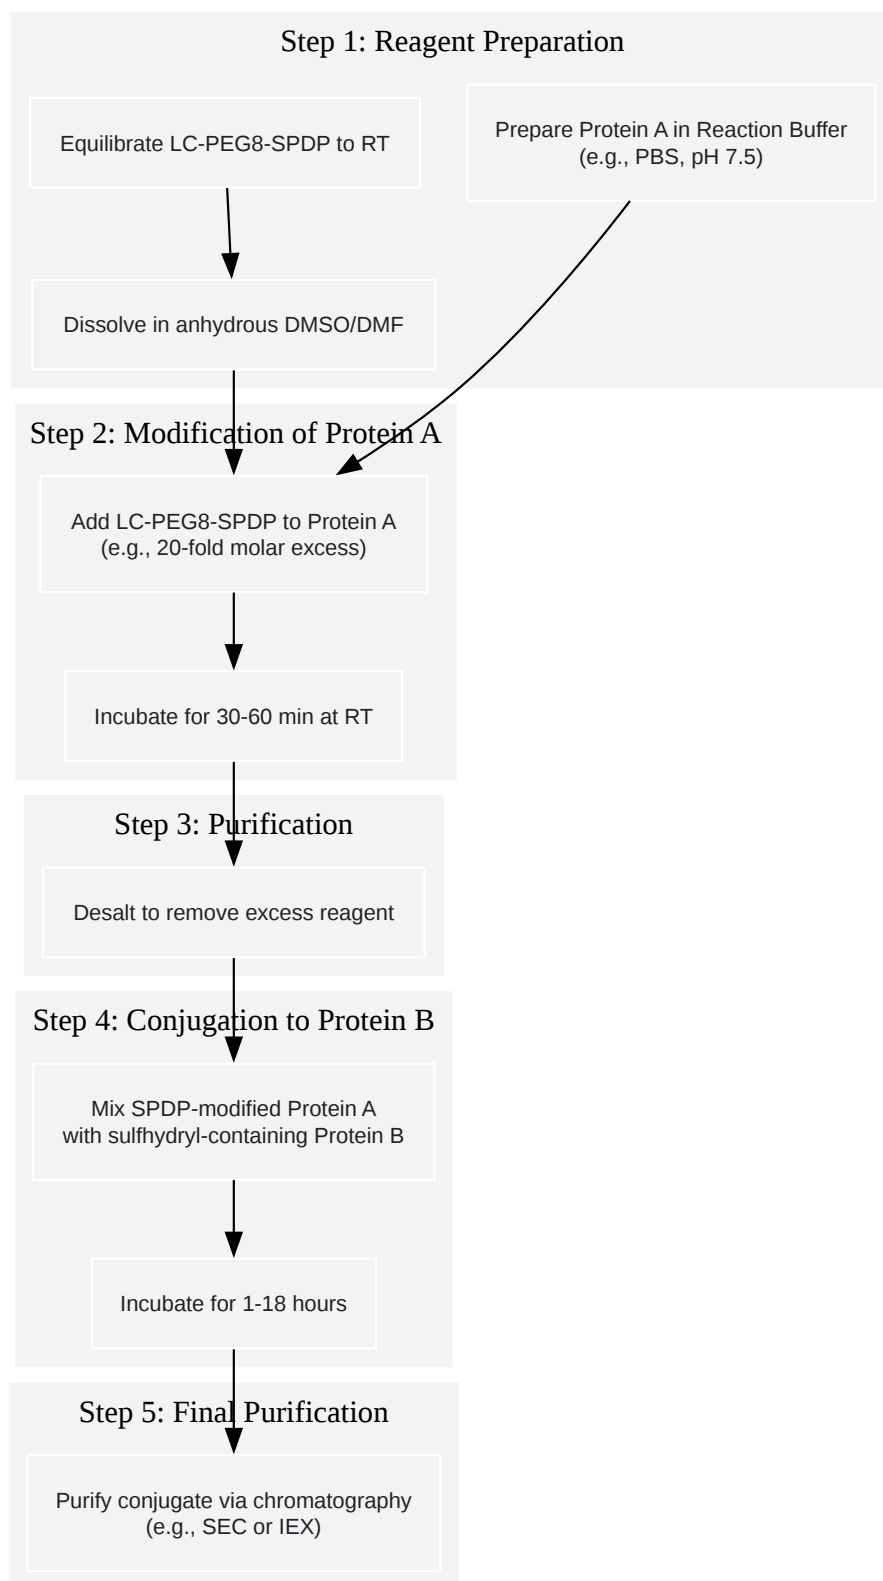 Step 1: Reagent Preparation
Equilibrate LC-PEG8-SPDP to RT
Prepare Protein A in Reaction Buffer
(e.g., PBS, pH 7.5)
Dissolve in anhydrous DMSO/DMF
Step 2: Modification of Protein A
Add LC-PEG8-SPDP to Protein A
(e.g., 20-fold molar excess)
Incubate for 30-60 min at RT
Step 3: Purification
Desalt to remove excess reagent
Step 4: Conjugation to Protein B
Mix SPDP-modified Protein A
with sulfhydryl-containing Protein B
Incubate for 1-18 hours
Step 5: Final Purification
Purify conjugate via chromatography
(e.g., SEC or IEX)